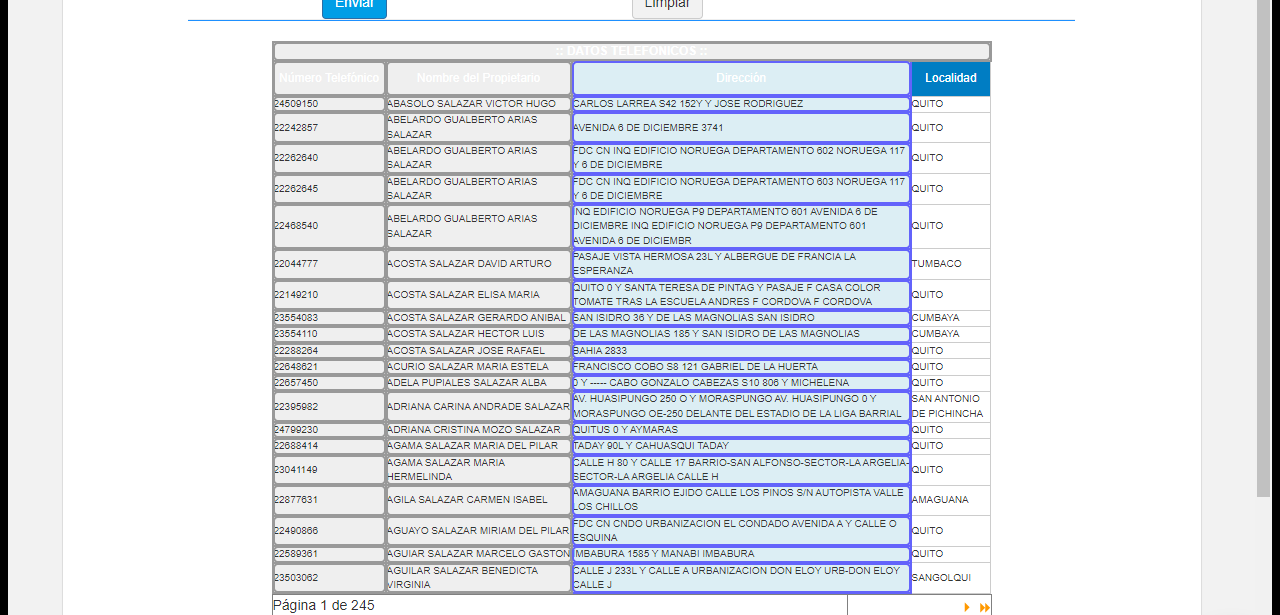 Enviar Limpiar
:: DATOS TELEFÓNICOS ::
Número Telefónico Nombre del Propietario Dirección Localidad
24509150 ABASOLO SALAZAR VICTOR HUGO CARLOS LARREA S42 152Y Y JOSE RODRIGUEZ QUITO
22242857 ABELARDO GUALBERTO ARIAS SALAZAR AVENIDA 6 DE DICIEMBRE 3741 QUITO
22262640 ABELARDO GUALBERTO ARIAS SALAZAR FDC CN INQ EDIFICIO NORUEGA DEPARTAMENTO 602 NORUEGA 117 Y 6 DE DICIEMBRE QUITO
22262645 ABELARDO GUALBERTO ARIAS SALAZAR FDC CN INQ EDIFICIO NORUEGA DEPARTAMENTO 603 NORUEGA 117 Y 6 DE DICIEMBRE QUITO
22468540 ABELARDO GUALBERTO ARIAS SALAZAR INQ EDIFICIO NORUEGA P9 DEPARTAMENTO 601 AVENIDA 6 DE DICIEMBRE INQ EDIFICIO NORUEGA P9 DEPARTAMENTO 601 AVENIDA 6 DE DICIEMBR QUITO
22044777 ACOSTA SALAZAR DAVID ARTURO PASAJE VISTA HERMOSA 23L Y ALBERGUE DE FRANCIA LA ESPERANZA TUMBACO
22149210 ACOSTA SALAZAR ELISA MARIA QUITO 0 Y SANTA TERESA DE PINTAG Y PASAJE F CASA COLOR TOMATE TRAS LA ESCUELA ANDRES F CORDOVA F CORDOVA QUITO
23554083 ACOSTA SALAZAR GERARDO ANIBAL SAN ISIDRO 36 Y DE LAS MAGNOLIAS SAN ISIDRO CUMBAYA
23554110 ACOSTA SALAZAR HECTOR LUIS DE LAS MAGNOLIAS 185 Y SAN ISIDRO DE LAS MAGNOLIAS CUMBAYA
22288264 ACOSTA SALAZAR JOSE RAFAEL BAHIA 2833 QUITO
22648621 ACURIO SALAZAR MARIA ESTELA FRANCISCO COBO S8 121 GABRIEL DE LA HUERTA QUITO
22657450 ADELA PUPIALES SALAZAR ALBA 0 Y ----- CABO GONZALO CABEZAS S10 806 Y MICHELENA QUITO
22395982 ADRIANA CARINA ANDRADE SALAZAR AV. HUASIPUNGO 250 O Y MORASPUNGO AV. HUASIPUNGO 0 Y MORASPUNGO OE-250 DELANTE DEL ESTADIO DE LA LIGA BARRIAL SAN ANTONIO DE PICHINCHA
24799230 ADRIANA CRISTINA MOZO SALAZAR QUITUS 0 Y AYMARAS QUITO
22688414 AGAMA SALAZAR MARIA DEL PILAR TADAY 90L Y CAHUASQUI TADAY QUITO
23041149 AGAMA SALAZAR MARIA HERMELINDA CALLE H 80 Y CALLE 17 BARRIO-SAN ALFONSO-SECTOR-LA ARGELIA-SECTOR-LA ARGELIA CALLE H QUITO
22877631 AGILA SALAZAR CARMEN ISABEL AMAGUANA BARRIO EJIDO CALLE LOS PINOS S/N AUTOPISTA VALLE LOS CHILLOS AMAGUANA
22490866 AGUAYO SALAZAR MIRIAM DEL PILAR FDC CN CNDO URBANIZACION EL CONDADO AVENIDA A Y CALLE O ESQUINA QUITO
22589361 AGUIAR SALAZAR MARCELO GASTON IMBABURA 1585 Y MANABI IMBABURA QUITO
23503062 AGUILAR SALAZAR BENEDICTA VIRGINIA CALLE J 233L Y CALLE A URBANIZACION DON ELOY URB-DON ELOY CALLE J SANGOLQUI
Página 1 de 245